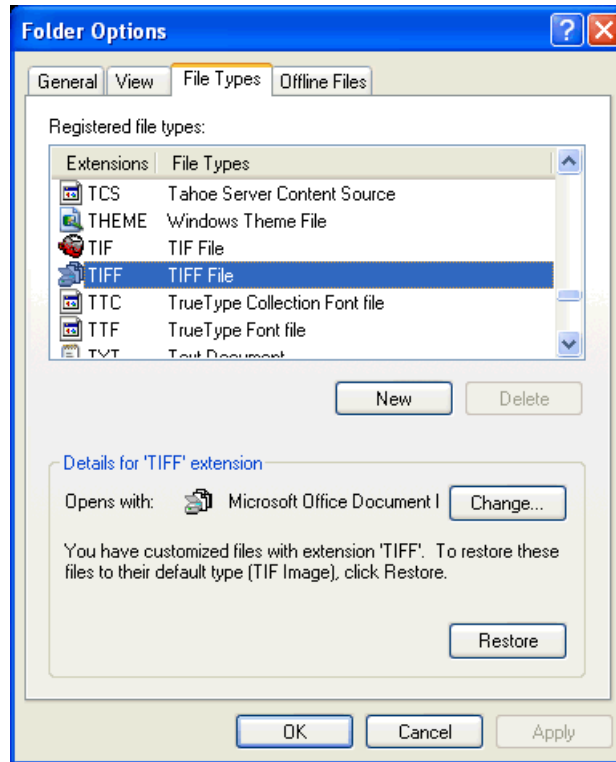 Folder Options
General View File Types Offline Files
Registered file types:
Extensions File Types
TCS Tahoe Server Content Source
THEME Windows Theme File
TIF TIF File
TIFF TIFF File
TTC TrueType Collection Font file
TTF TrueType Font file
TXT Text Document
New Delete
Details for 'TIFF' extension
Opens with: Microsoft Office Document I Change...
You have customized files with extension 'TIFF'. To restore these
files to their default type (TIF Image), click Restore.
Restore
OK Cancel Apply